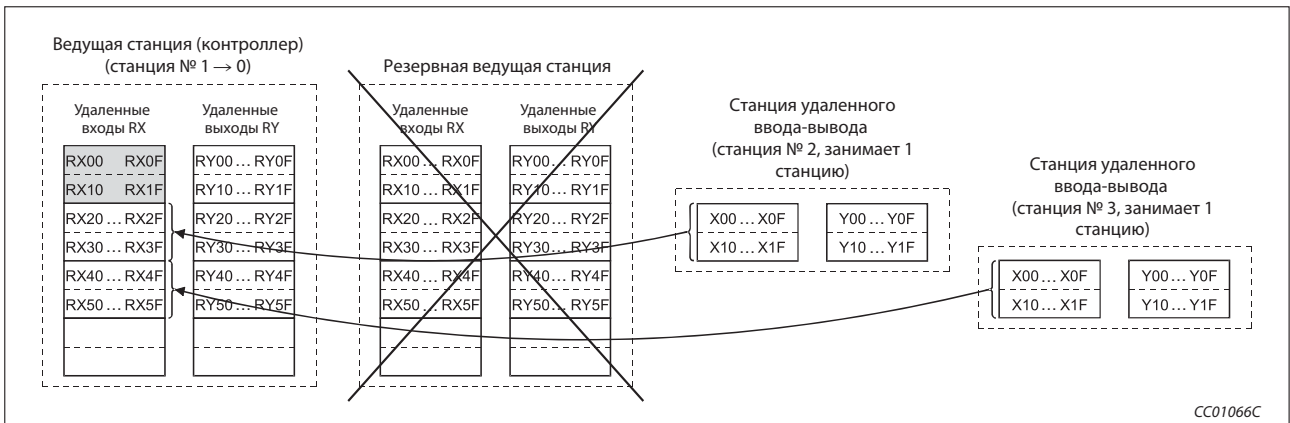 Ведущая станция (контроллер)
(станция № 1 → 0)
Удаленные
входы RX
Удаленные
выходы RY
RX00 RX0F
RX10 RX1F
RX20 ... RX2F
RX30 ... RX3F
RX40 ... RX4F
RX50 ... RX5F
RY00 ... RY0F
RY10 ... RY1F
RY20 ... RY2F
RY30 ... RY3F
RY40 ... RY4F
RY50 ... RY5F
Резервная ведущая станция
Удаленные
входы RX
Удаленные
выходы RY
RX00 ... RX0F
RX10 ... RX1F
RX20 ... RX2F
RX30 ... RX3F
RX40 ... RX4F
RX50 ... RX5F
RY00 ... RY0F
RY10 ... RY1F
RY20 ... RY2F
RY30 ... RY3F
RY40 ... RY4F
RY50 ... RY5F
Станция удаленного
ввода-вывода
(станция № 2, занимает 1
станцию)
X00 ... X0F
X10 ... X1F
Y00 ... Y0F
Y10 ... Y1F
Станция удаленного
ввода-вывода
(станция № 3, занимает 1
станцию)
X00 ... X0F
X10 ... X1F
Y00 ... Y0F
Y10 ... Y1F
CC01066C